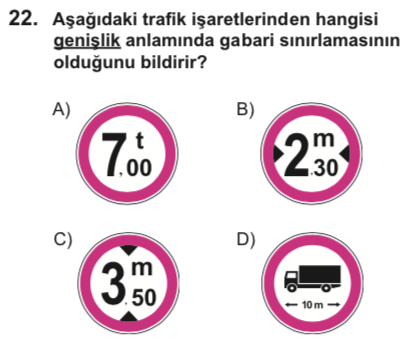 22. Aşağıdaki trafik işaretlerinden hangisi
genişlik anlamında gabari sınırlamasının
olduğunu bildirir?
A)
7,00 t
B)
2.30 m
C)
3.50 m
D)
10 m